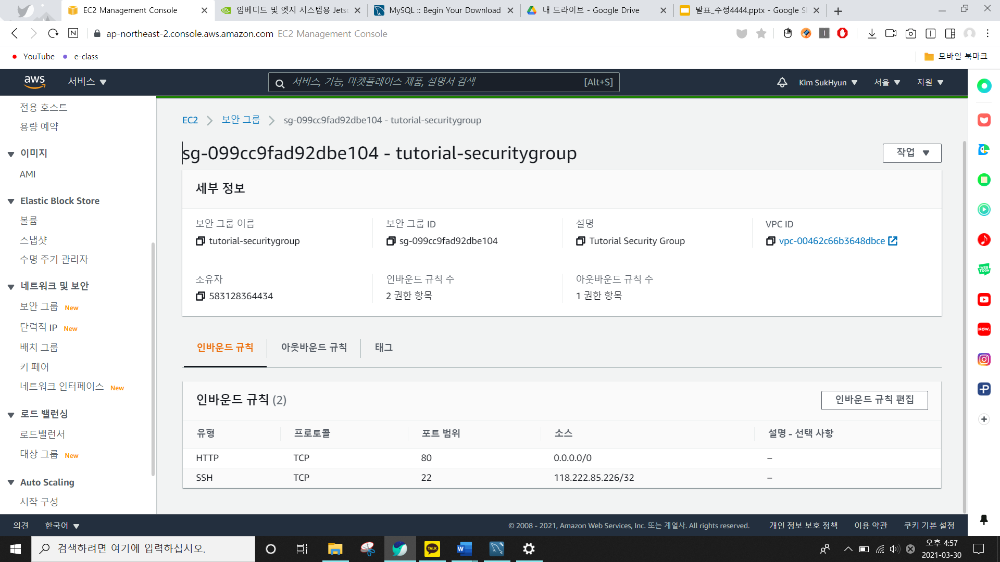 EC2 Management Console
임베디드 및 엣지 시스템용 Jetso
MySQL :: Begin Your Download
내 드라이브 - Google Drive
발표_수정4444.pptx - Google Sl
ap-northeast-2.console.aws.amazon.com EC2 Management Console
YouTube
e-class
모바일 북마크
aws
서비스
서비스, 기능, 마켓플레이스 제품, 설명서 검색
[Alt+S]
Kim SukHyun
서울
지원
전용 호스트
용량 예약
이미지
AMI
Elastic Block Store
볼륨
스냅샷
수명 주기 관리자
네트워크 및 보안
보안 그룹 New
탄력적 IP New
배치 그룹
키 페어
네트워크 인터페이스 New
로드 밸런싱
로드밸런서
대상 그룹 New
Auto Scaling
시작 구성
EC2
보안 그룹
sg-099cc9fad92dbe104 - tutorial-securitygroup
sg-099cc9fad92dbe104 - tutorial-securitygroup
작업
세부 정보
보안 그룹 이름
tutorial-securitygroup
보안 그룹 ID
sg-099cc9fad92dbe104
설명
Tutorial Security Group
VPC ID
vpc-00462c66b3648dbce
소유자
583128364434
인바운드 규칙 수
2 권한 항목
아웃바운드 규칙 수
1 권한 항목
인바운드 규칙
아웃바운드 규칙
태그
인바운드 규칙 (2)
인바운드 규칙 편집
유형 프로토콜 포트 범위 소스 설명 - 선택 사항
HTTP TCP 80 0.0.0.0/0 –
SSH TCP 22 118.222.85.226/32 –
WEB
TOON
NOW.
의견
한국어
© 2008 - 2021, Amazon Web Services, Inc. 또는 계열사. All rights reserved.
개인 정보 보호 정책
이용 약관
쿠키 기본 설정
검색하려면 여기에 입력하십시오.
TALK
오후 4:57
2021-03-30